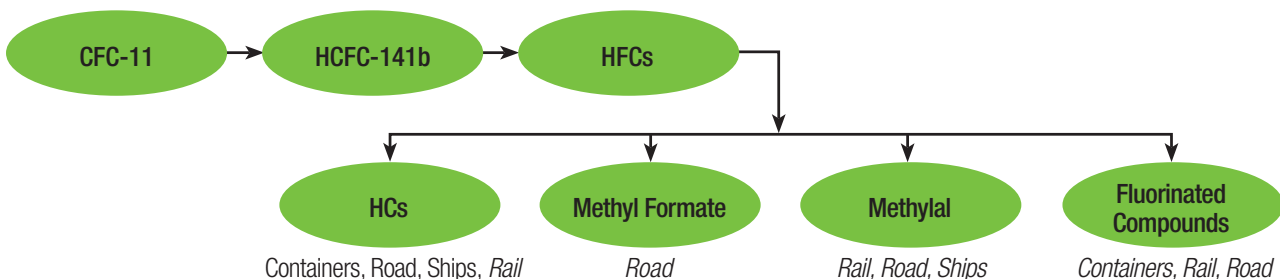 CFC-11
HCFC-141b
HFCs
HCs
Methyl Formate
Methylal
Fluorinated
Compounds
Containers, Road, Ships, Rail
Road
Rail, Road, Ships
Containers, Rail, Road